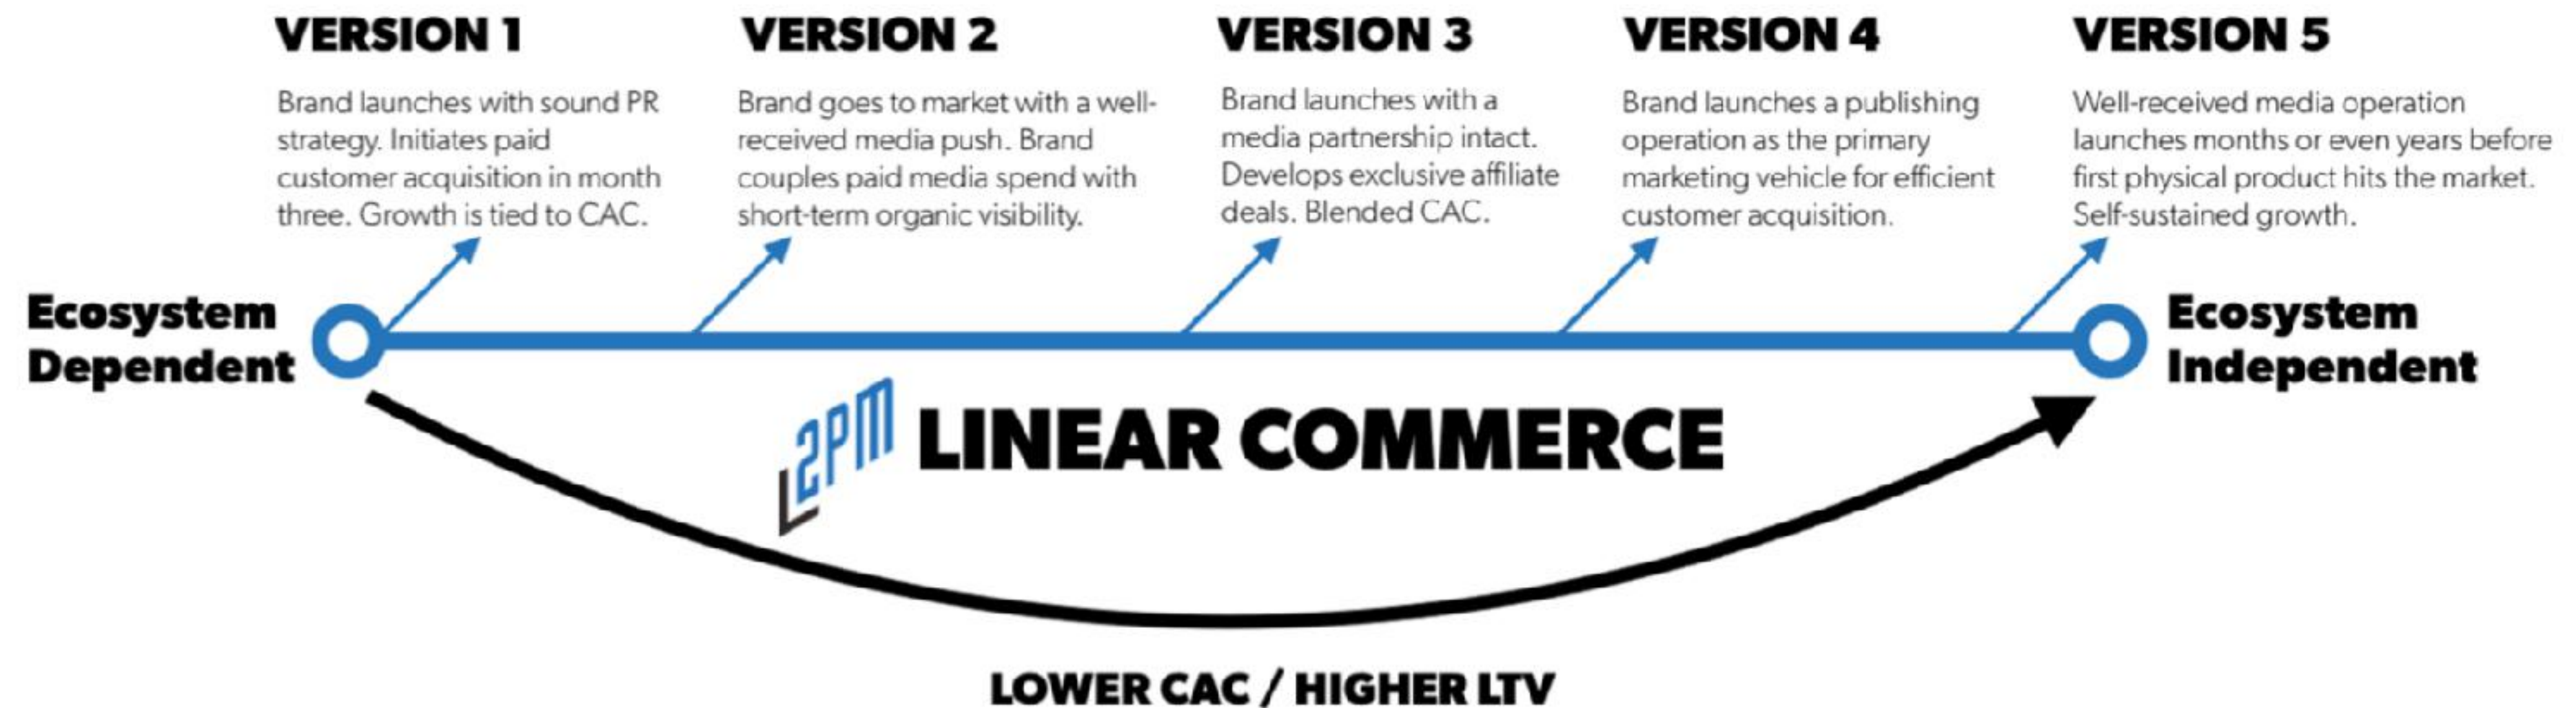 VERSION 1
Brand launches with sound PR
strategy. Initiates paid
customer acquisition in month
three. Growth is tied to CAC.
VERSION 2
Brand goes to market with a well-
received media push. Brand
couples paid media spend with
short-term organic visibility.
VERSION 3
Brand launches with a
media partnership intact.
Develops exclusive affiliate
deals. Blended CAC.
VERSION 4
Brand launches a publishing
operation as the primary
marketing vehicle for efficient
customer acquisition.
VERSION 5
Well-received media operation
launches months or even years before
first physical product hits the market.
Self-sustained growth.
Ecosystem
Dependent
Ecosystem
Independent
2PM
LINEAR COMMERCE
LOWER CAC / HIGHER LTV